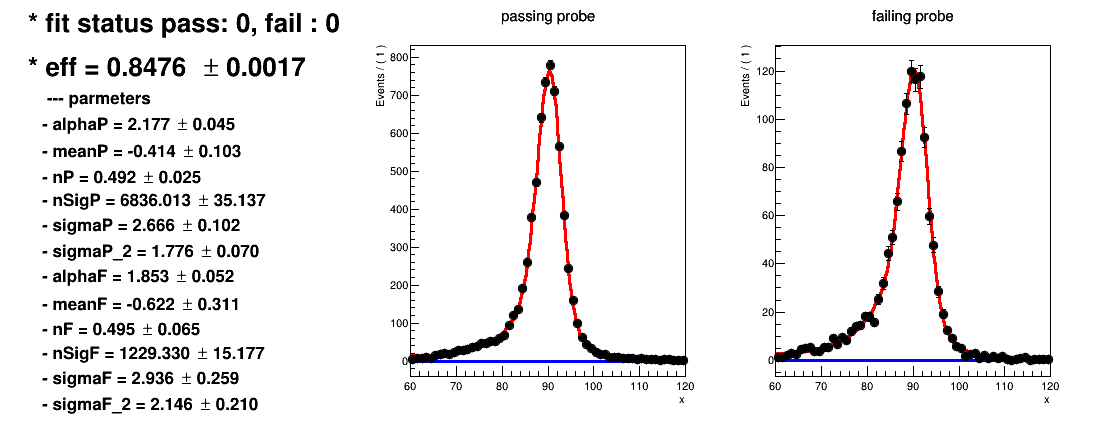 * fit status pass: 0, fail : 0
* eff = 0.8476 ± 0.0017
--- parmeters
- alphaP = 2.177 ± 0.045
- meanP = -0.414 ± 0.103
- nP = 0.492 ± 0.025
- nSigP = 6836.013 ± 35.137
- sigmaP = 2.666 ± 0.102
- sigmaP_2 = 1.776 ± 0.070
- alphaF = 1.853 ± 0.052
- meanF = -0.622 ± 0.311
- nF = 0.495 ± 0.065
- nSigF = 1229.330 ± 15.177
- sigmaF = 2.936 ± 0.259
- sigmaF_2 = 2.146 ± 0.210
passing probe
Events / ( 1 )
800
700
600
500
400
300
200
100
0
60 70 80 90 100 110 120
x
failing probe
Events / ( 1 )
120
100
80
60
40
20
0
60 70 80 90 100 110 120
x